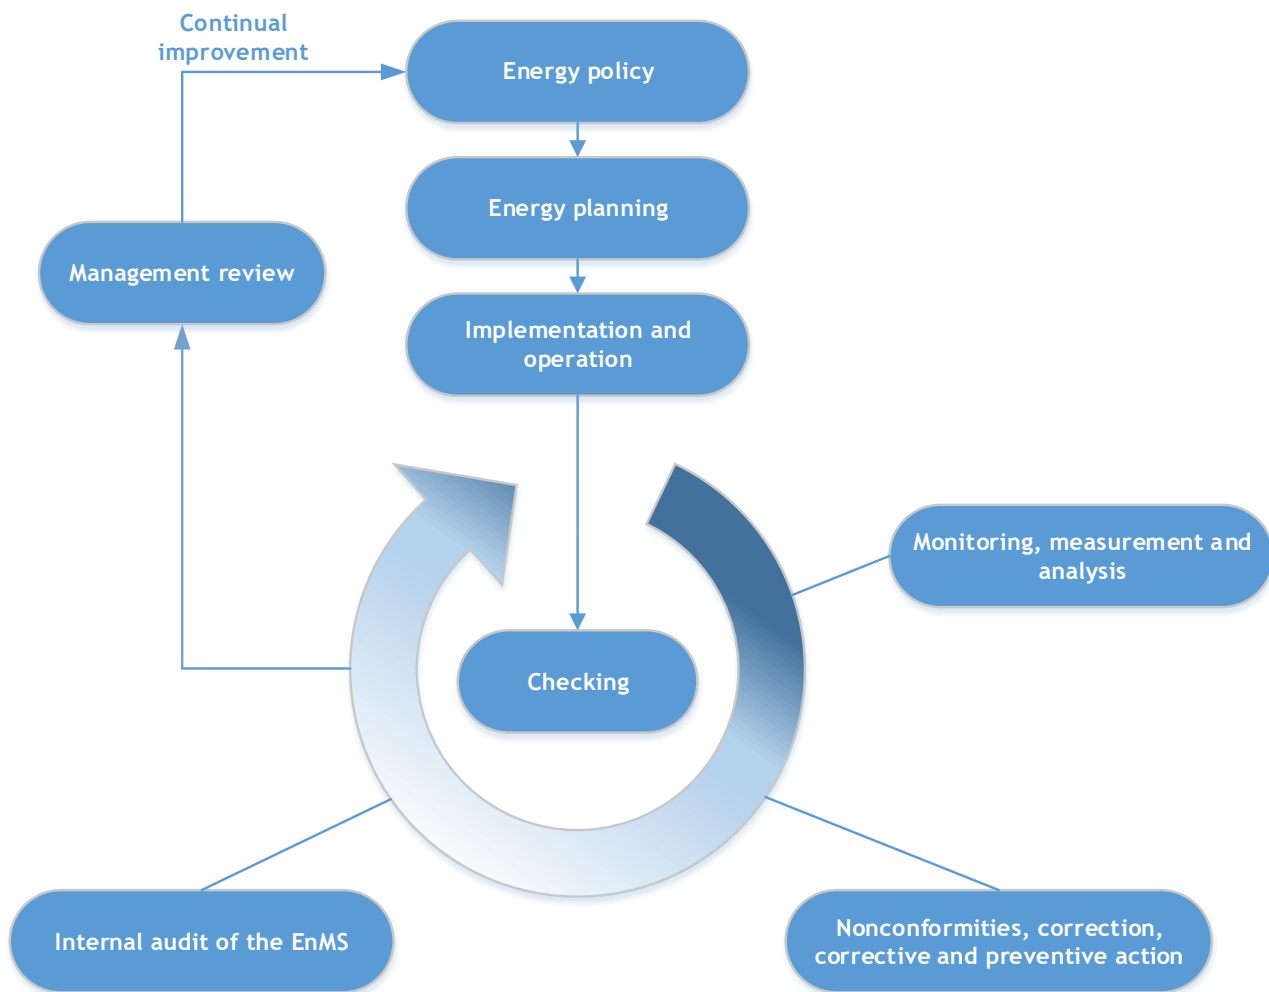 Continual
improvement
Energy policy
Energy planning
Management review
Implementation and
operation
Monitoring, measurement and
analysis
Checking
Internal audit of the EnMS
Nonconformities, correction,
corrective and preventive action